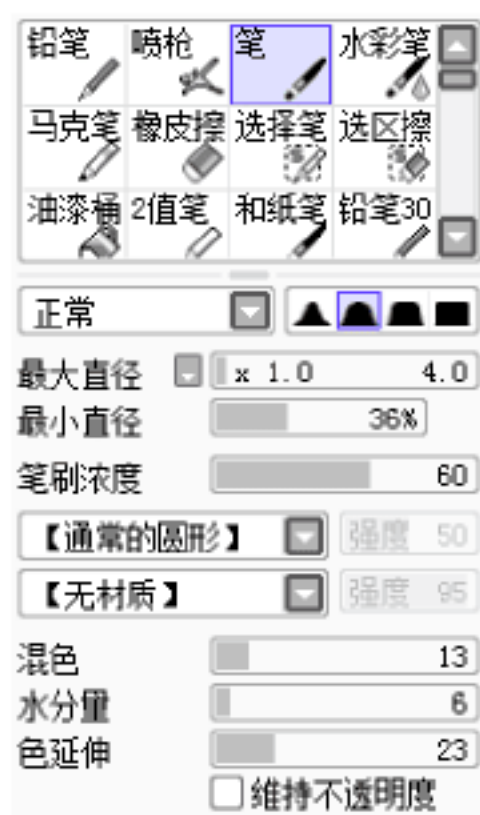 铅笔 喷枪 笔 水彩笔
马克笔 橡皮擦 选择笔 选区擦
油漆桶 2值笔 和纸笔 铅笔30
正常
最大直径 x 1.0 4.0
最小直径 36%
笔刷浓度 60
【通常的圆形】 强度 50
【无材质】 强度 95
混色 13
水分量 6
色延伸 23
维持不透明度